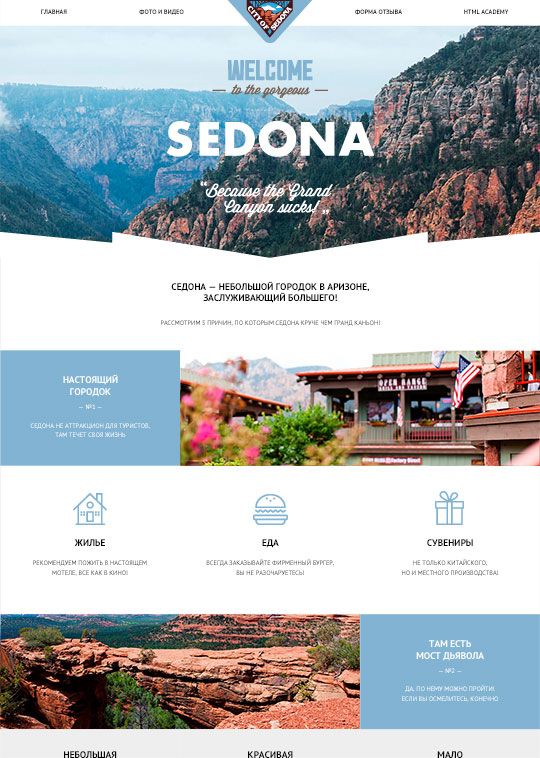 ГЛАВНАЯ
ФОТО И ВИДЕО
CITY OF SEDONA
ФОРМА ОТЗЫВА
HTML ACADEMY
WELCOME
— to the gorgeous —
SEDONA
“Because the Grand
Canyon sucks!”
СЕДОНА — НЕБОЛЬШОЙ ГОРОДОК В АРИЗОНЕ,
ЗАСЛУЖИВАЮЩИЙ БОЛЬШЕГО!
РАССМОТРИМ 5 ПРИЧИН, ПО КОТОРЫМ СЕДОНА КРУЧЕ ЧЕМ ГРАНД КАНЬОН!
НАСТОЯЩИЙ
ГОРОДОК
— №1 —
СЕДОНА НЕ АТТРАКЦИОН ДЛЯ ТУРИСТОВ,
ТАМ ТЕЧЕТ СВОЯ ЖИЗНЬ
OPEN RANGE
GRILL AND TAVERN
ЖИЛЬЕ
РЕКОМЕНДУЕМ ПОЖИТЬ В НАСТОЯЩЕМ
МОТЕЛЕ, ВСЕ КАК В КИНО!
ЕДА
ВСЕГДА ЗАКАЗЫВАЙТЕ ФИРМЕННЫЙ БУРГЕР,
ВЫ НЕ РАЗОЧАРУЕТЕСЬ!
СУВЕНИРЫ
НЕ ТОЛЬКО КИТАЙСКОГО,
НО И МЕСТНОГО ПРОИЗВОДСТВА!
ТАМ ЕСТЬ
МОСТ ДЬЯВОЛА
— №2 —
ДА, ПО НЕМУ МОЖНО ПРОЙТИ!
ЕСЛИ ВЫ ОСМЕЛИТЕСЬ, КОНЕЧНО
НЕБОЛЬШАЯ
КРАСИВАЯ
МАЛО